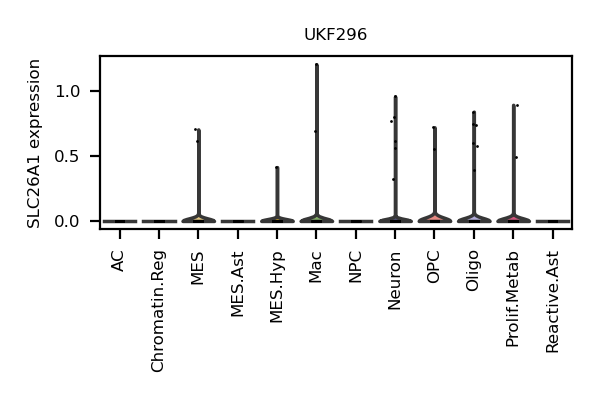 UKF296
SLC26A1 expression
1.0
0.5
0.0
AC
Chromatin.Reg
MES
MES.Ast
MES.Hyp
Mac
NPC
Neuron
OPC
Oligo
Prolif.Metab
Reactive.Ast